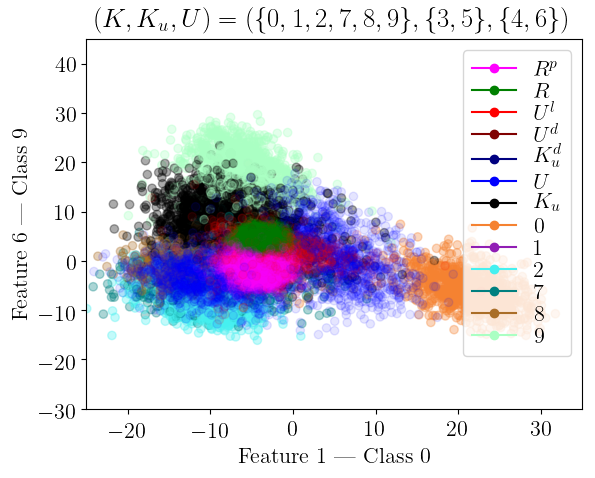 (K, K_u, U) = ({0, 1, 2, 7, 8, 9}, {3, 5}, {4, 6})
40
30
20
10
0
−10
−20
−30
Feature 6 — Class 9
R^p
R
U^l
U^d
K_u^d
U
K_u
0
1
2
7
8
9
−20 −10 0 10 20 30
Feature 1 — Class 0